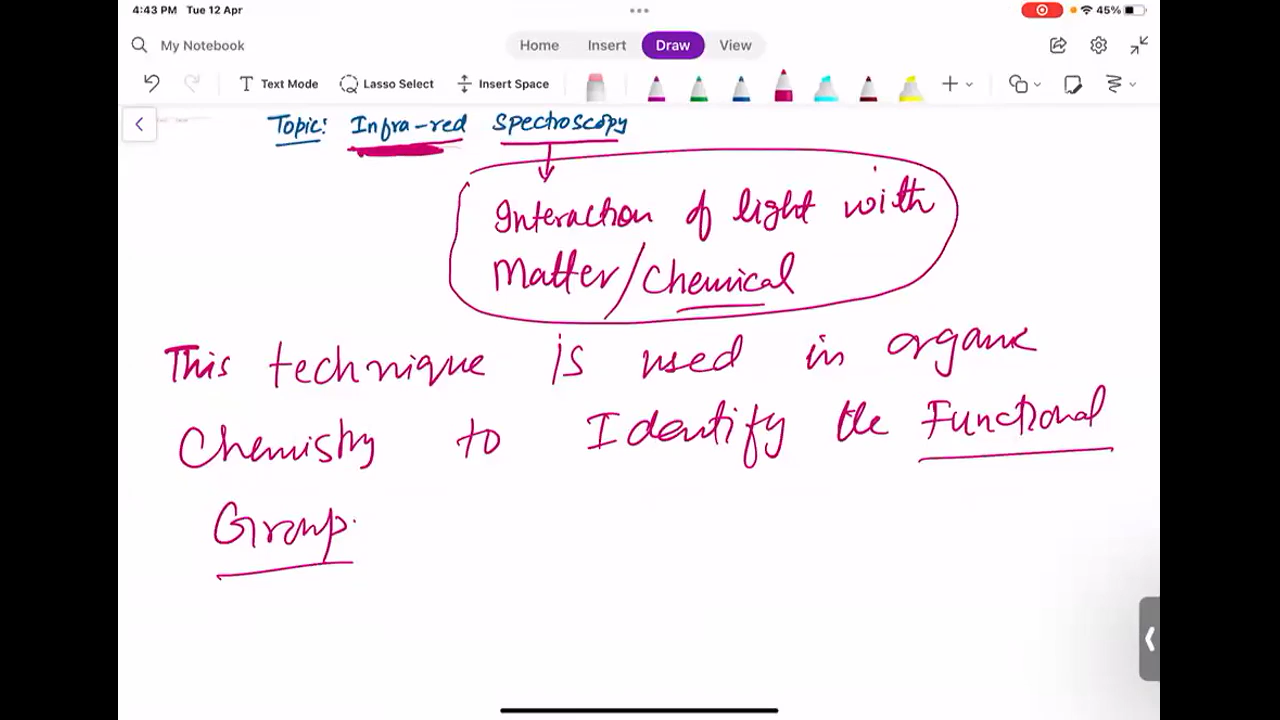 4:43 PM Tue 12 Apr
45%
My Notebook
Home Insert Draw View
Text Mode Lasso Select Insert Space
Topic: Infra-red Spectroscopy
Interaction of light with
Matter/Chemical
This technique is used in organic
Chemistry to Identify the Functional
Group.